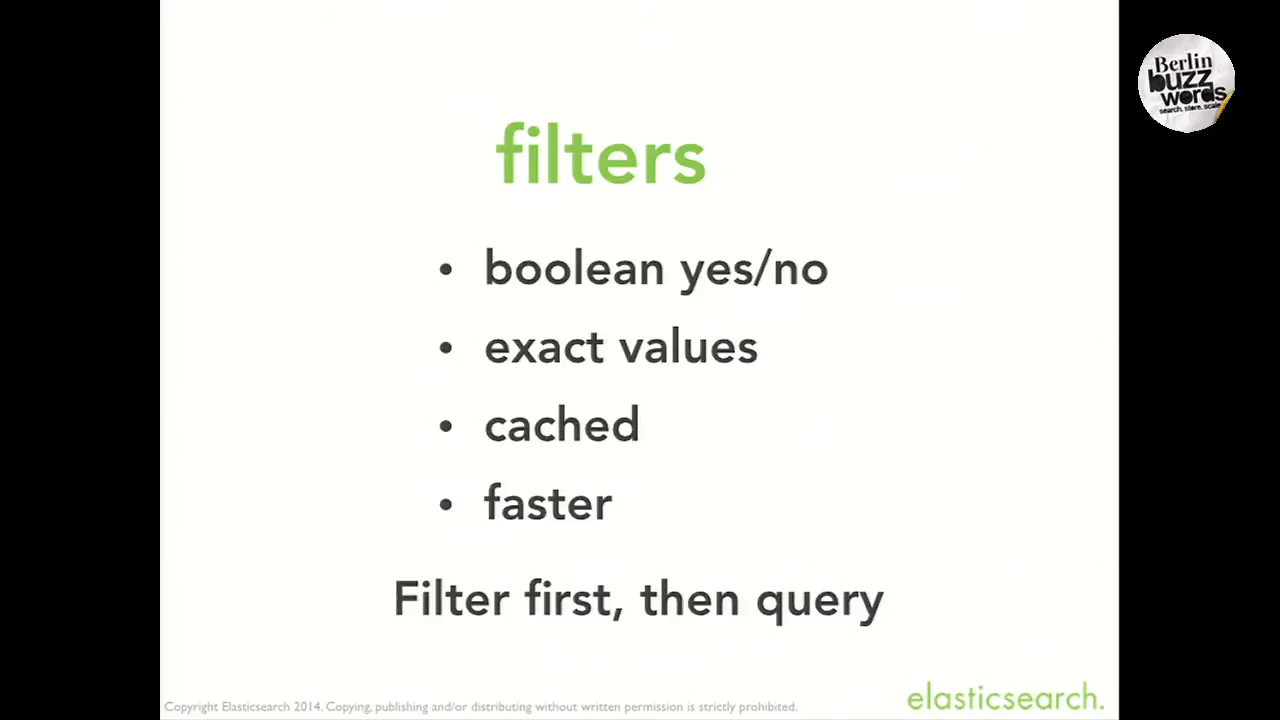 Berlin
buzz
words
search. store. scale.
filters
• boolean yes/no
• exact values
• cached
• faster
Filter first, then query
Copyright Elasticsearch 2014. Copying, publishing and/or distributing without written permission is strictly prohibited.
elasticsearch.